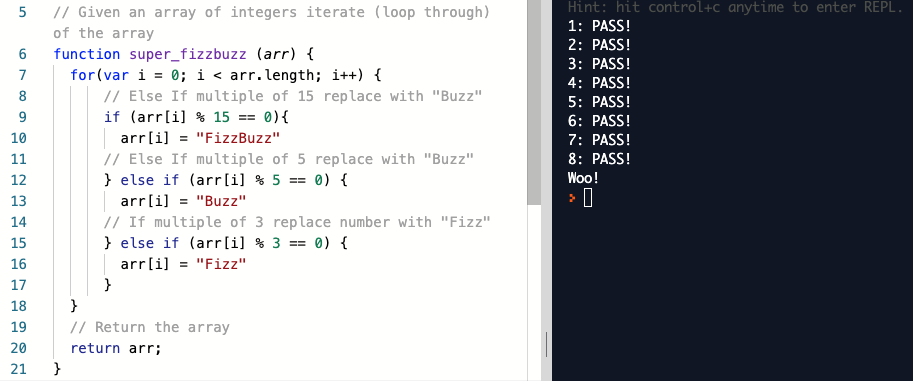 5 // Given an array of integers iterate (loop through)
of the array
6 function super_fizzbuzz (arr) {
7 for(var i = 0; i < arr.length; i++) {
8 // Else If multiple of 15 replace with "Buzz"
9 if (arr[i] % 15 == 0){
10 arr[i] = "FizzBuzz"
11 // Else If multiple of 5 replace with "Buzz"
12 } else if (arr[i] % 5 == 0) {
13 arr[i] = "Buzz"
14 // If multiple of 3 replace number with "Fizz"
15 } else if (arr[i] % 3 == 0) {
16 arr[i] = "Fizz"
17 }
18 }
19 // Return the array
20 return arr;
21 }
Hint: hit control+c anytime to enter REPL.
1: PASS!
2: PASS!
3: PASS!
4: PASS!
5: PASS!
6: PASS!
7: PASS!
8: PASS!
Woo!
>